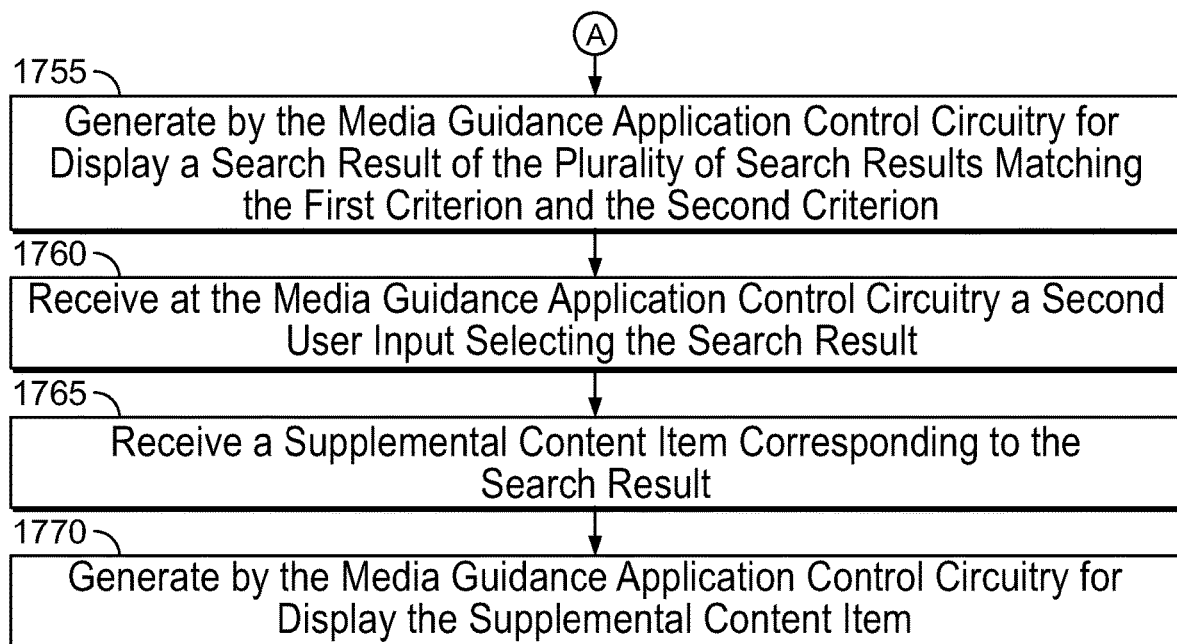 A
1755
Generate by the Media Guidance Application Control Circuitry for
Display a Search Result of the Plurality of Search Results Matching
the First Criterion and the Second Criterion
1760
Receive at the Media Guidance Application Control Circuitry a Second
User Input Selecting the Search Result
1765
Receive a Supplemental Content Item Corresponding to the
Search Result
1770
Generate by the Media Guidance Application Control Circuitry for
Display the Supplemental Content Item